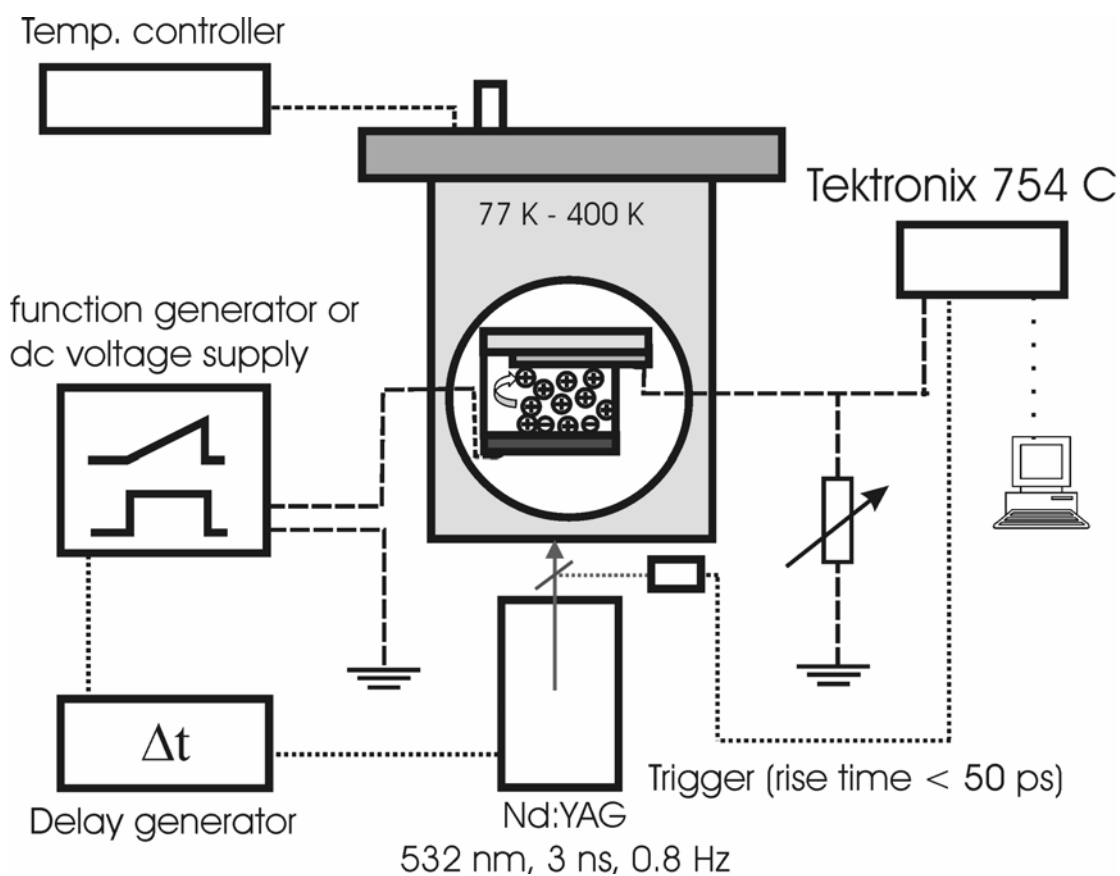 Temp. controller
77 K - 400 K
Tektronix 754 C
function generator or
dc voltage supply
Δt
Delay generator
Trigger (rise time < 50 ps)
Nd:YAG
532 nm, 3 ns, 0.8 Hz